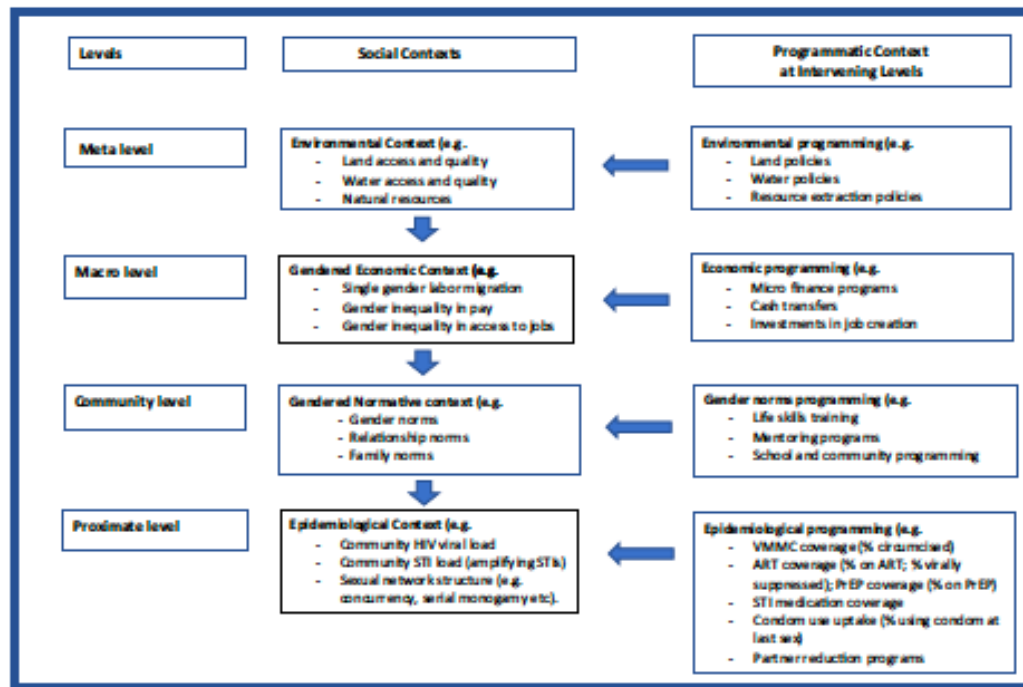 Levels
Social Contexts
Programmatic Context
at Intervening Levels
Meta level
Environmental Context (e.g.
- Land access and quality
- Water access and quality
- Natural resources
Environmental programming (e.g.
- Land policies
- Water policies
- Resource extraction policies
Macro level
Gendered Economic Context (e.g.
- Single gender labor migration
- Gender inequality in pay
- Gender inequality in access to jobs
Economic programming (e.g.
- Micro finance programs
- Cash transfers
- Investments in job creation
Community level
Gendered Normative context (e.g.
- Gender norms
- Relationship norms
- Family norms
Gender norms programming (e.g.
- Life skills training
- Mentoring programs
- School and community programming
Proximate level
Epidemiological Context (e.g.
- Community HIV viral load
- Community STI load (amplifying STIs)
- Sexual network structure (e.g.
concurrency, serial monogamy etc).
Epidemiological programming (e.g.
- VMMC coverage (% circumcised)
- ART coverage (% on ART; % virally
suppressed); PrEP coverage (% on PrEP)
- STI medication coverage
- Condom use uptake (% using condom at
last sex)
- Partner reduction programs